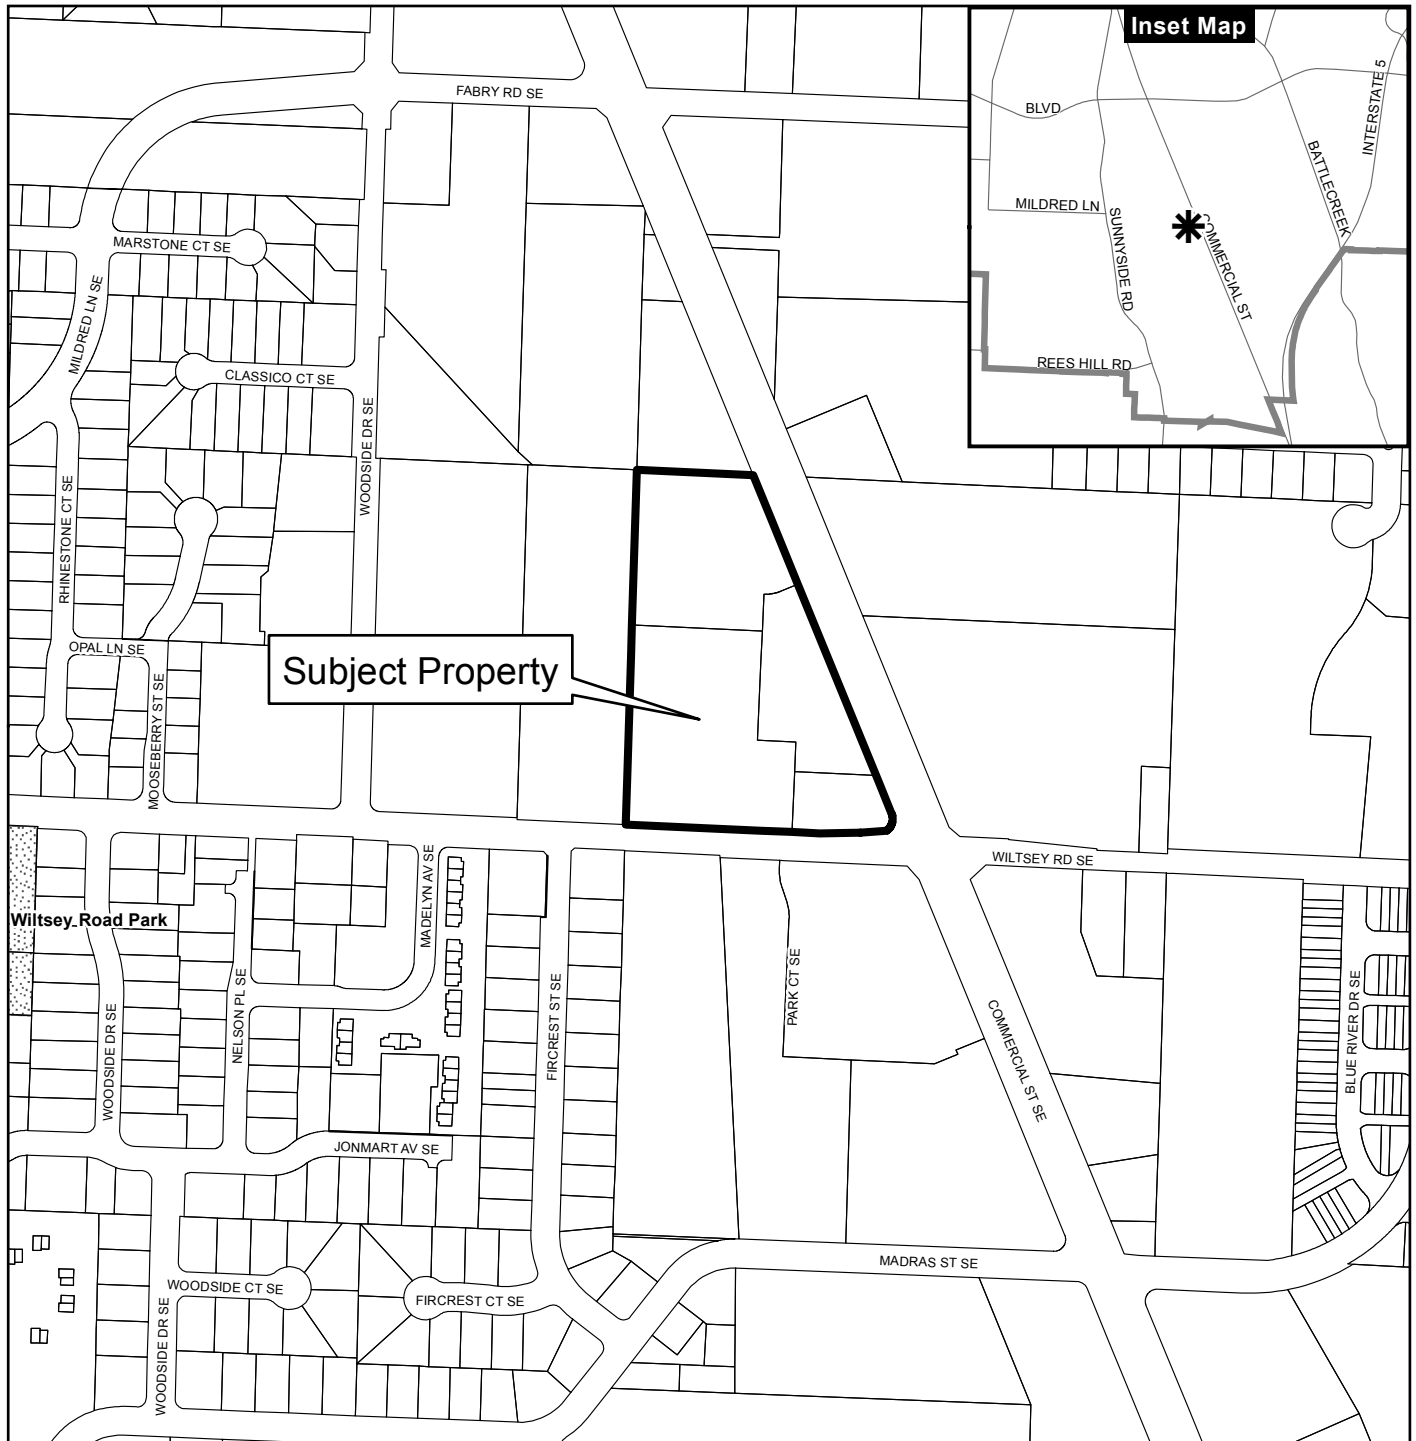 Inset Map
INTERSTATE 5
BLVD
BATTLECREEK
MILDRED LN
SUNNYSIDE RD
COMMERCIAL ST
REES HILL RD
FABRY RD SE
MARSTONE CT SE
MILDRED LN SE
CLASSICO CT SE
WOODSIDE DR SE
RHINESTONE CT SE
OPAL LN SE
MOOSEBERRY ST SE
Subject Property
WILTSEY RD SE
MADELYN AV SE
Wiltsey Road Park
NELSON PL SE
WOODSIDE DR SE
FIRCREST ST SE
PARK CT SE
COMMERCIAL ST SE
BLUE RIVER DR SE
JONMART AV SE
MADRAS ST SE
WOODSIDE CT SE
FIRCREST CT SE
WOODSIDE DR SE